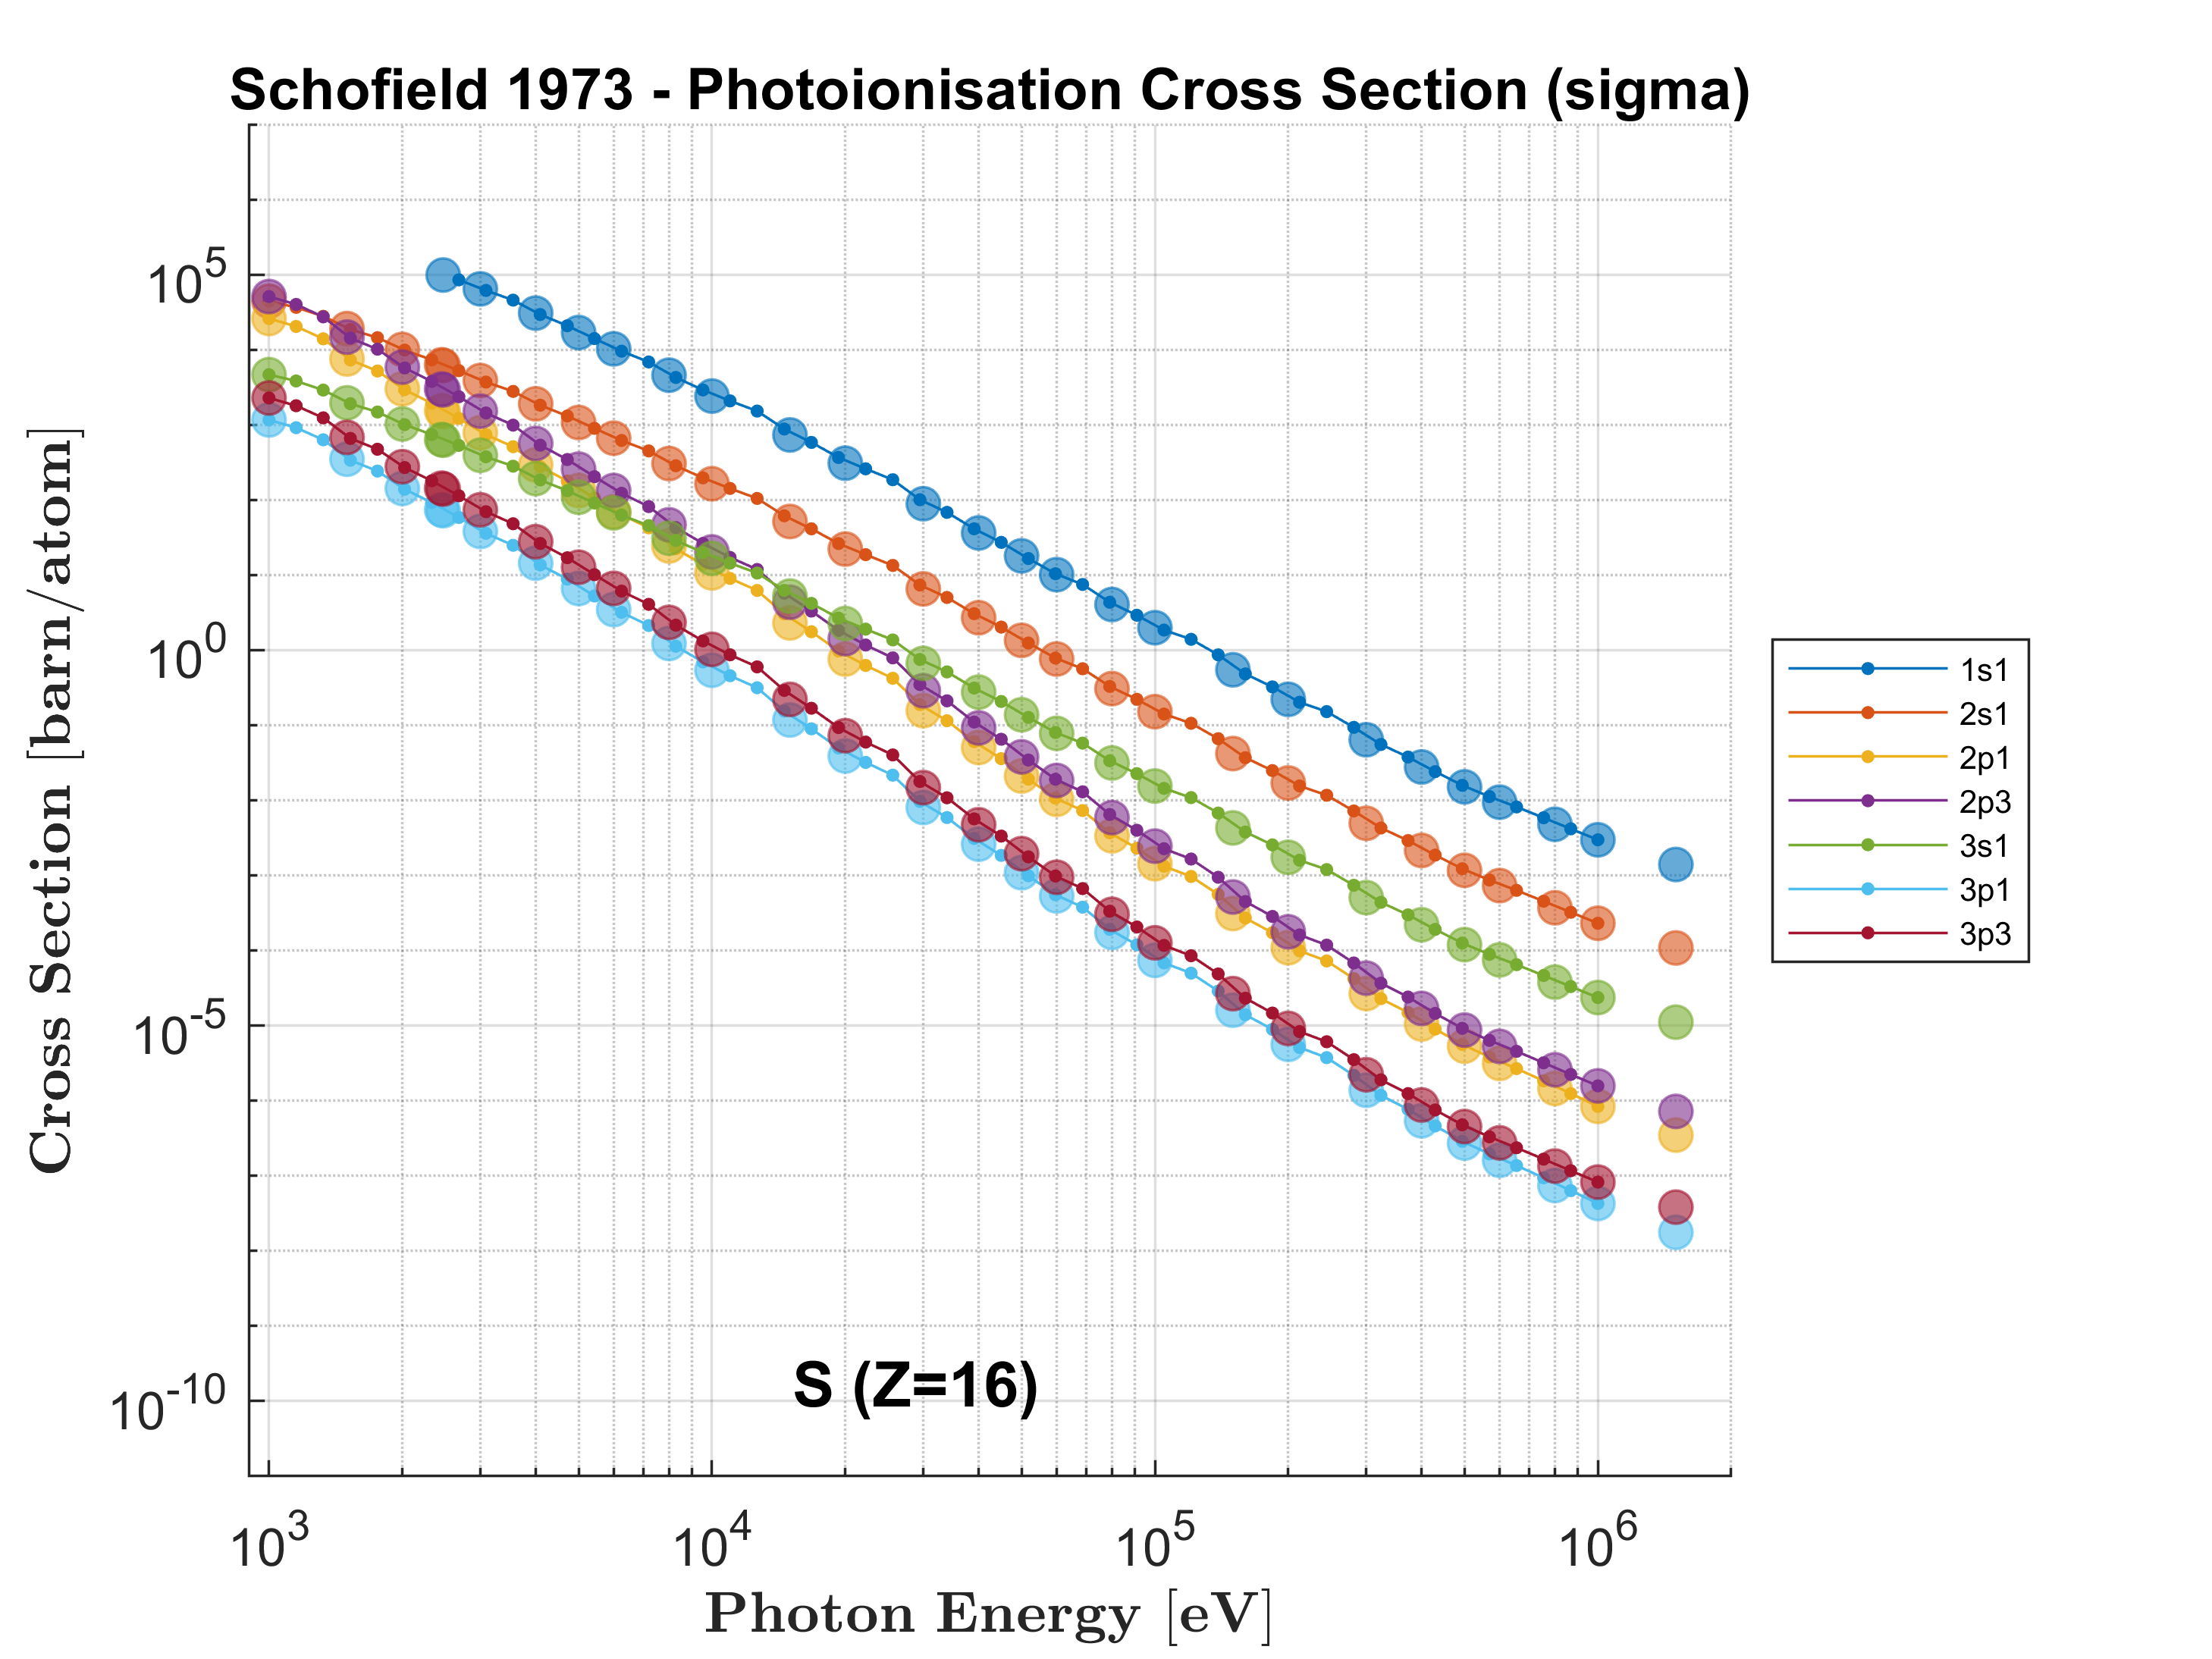 Schofield 1973 - Photoionisation Cross Section (sigma)
Cross Section [barn/atom]
10^5
10^0
10^-5
10^-10
S (Z=16)
10^3 10^4 10^5 10^6
Photon Energy [eV]
1s1
2s1
2p1
2p3
3s1
3p1
3p3